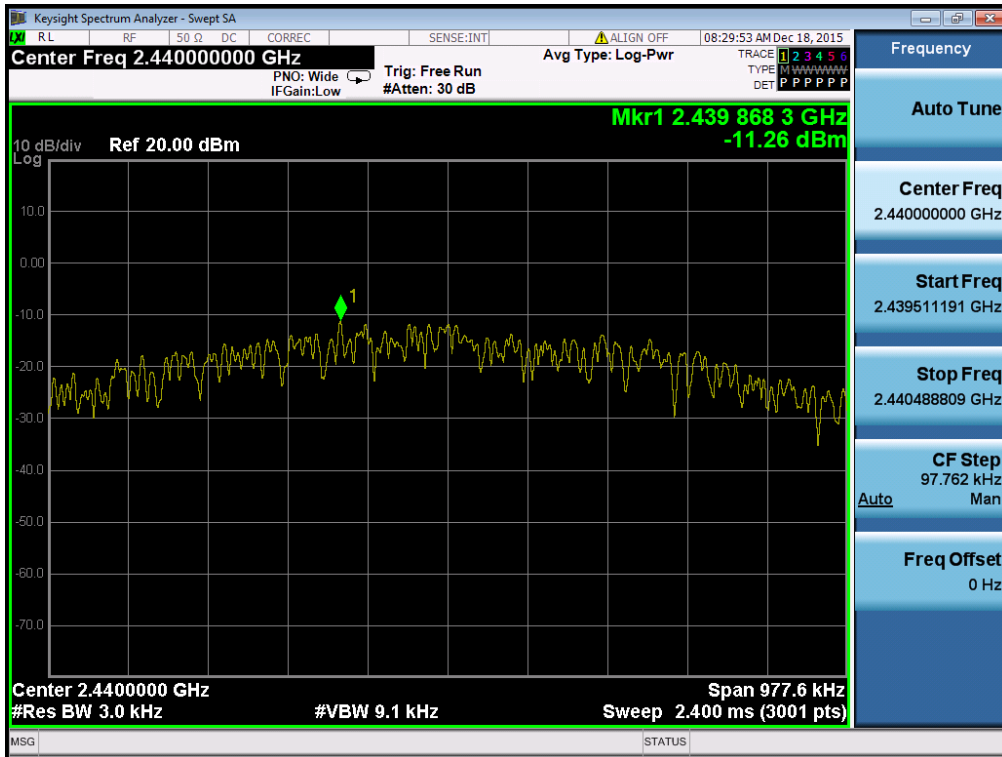 Keysight Spectrum Analyzer - Swept SA
LXI RL RF 50 Ω DC CORREC SENSE:INT ALIGN OFF 08:29:53 AM Dec 18, 2015
Center Freq 2.440000000 GHz
PNO: Wide
IFGain:Low
Trig: Free Run
#Atten: 30 dB
Avg Type: Log-Pwr
TRACE 1 2 3 4 5 6
TYPE M WWWWW
DET P P P P P P
Mkr1 2.439 868 3 GHz
-11.26 dBm
10 dB/div Ref 20.00 dBm
Log
10.0
0.00
1
-10.0
-20.0
-30.0
-40.0
-50.0
-60.0
-70.0
Center 2.4400000 GHz Span 977.6 kHz
#Res BW 3.0 kHz #VBW 9.1 kHz Sweep 2.400 ms (3001 pts)
MSG STATUS
Frequency
Auto Tune
Center Freq
2.440000000 GHz
Start Freq
2.439511191 GHz
Stop Freq
2.440488809 GHz
CF Step
97.762 kHz
Auto Man
Freq Offset
0 Hz